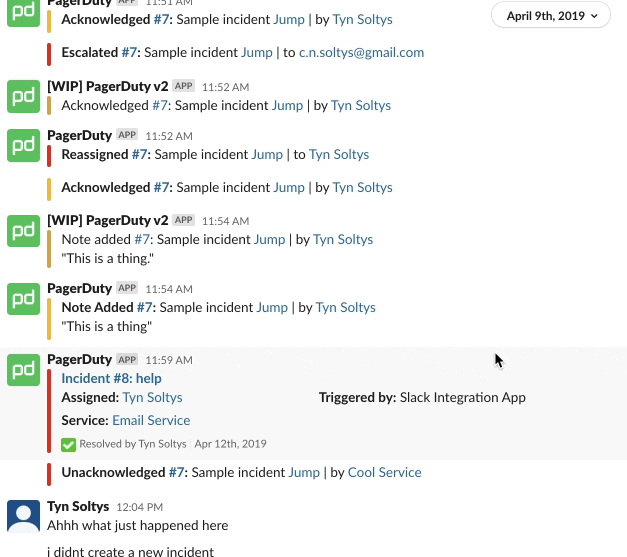 PagerDuty APP 11:51 AM
April 9th, 2019
Acknowledged #7: Sample incident Jump | by Tyn Soltys
Escalated #7: Sample incident Jump | to c.n.soltys@gmail.com
pd
[WIP] PagerDuty v2 APP 11:52 AM
Acknowledged #7: Sample incident Jump | by Tyn Soltys
pd
PagerDuty APP 11:52 AM
Reassigned #7: Sample incident Jump | to Tyn Soltys
Acknowledged #7: Sample incident Jump | by Tyn Soltys
pd
[WIP] PagerDuty v2 APP 11:54 AM
Note added #7: Sample incident Jump | by Tyn Soltys
"This is a thing."
pd
PagerDuty APP 11:54 AM
Note Added #7: Sample incident Jump | by Tyn Soltys
"This is a thing"
pd
PagerDuty APP 11:59 AM
Incident #8: help
Assigned: Tyn Soltys
Triggered by: Slack Integration App
Service: Email Service
Resolved by Tyn Soltys Apr 12th, 2019
Unacknowledged #7: Sample incident Jump | by Cool Service
Tyn Soltys 12:04 PM
Ahhh what just happened here
i didnt create a new incident
pd